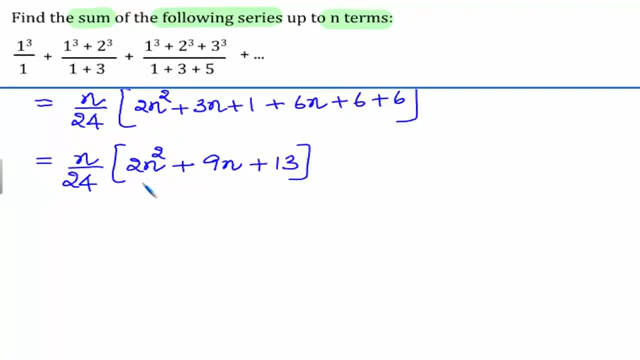 Find the sum of the following series up to n terms:
1³/1 + (1³ + 2³)/(1 + 3) + (1³ + 2³ + 3³)/(1 + 3 + 5) + ...
= n/24 [2n² + 3n + 1 + 6n + 6 + 6]
= n/24 [2n² + 9n + 13]